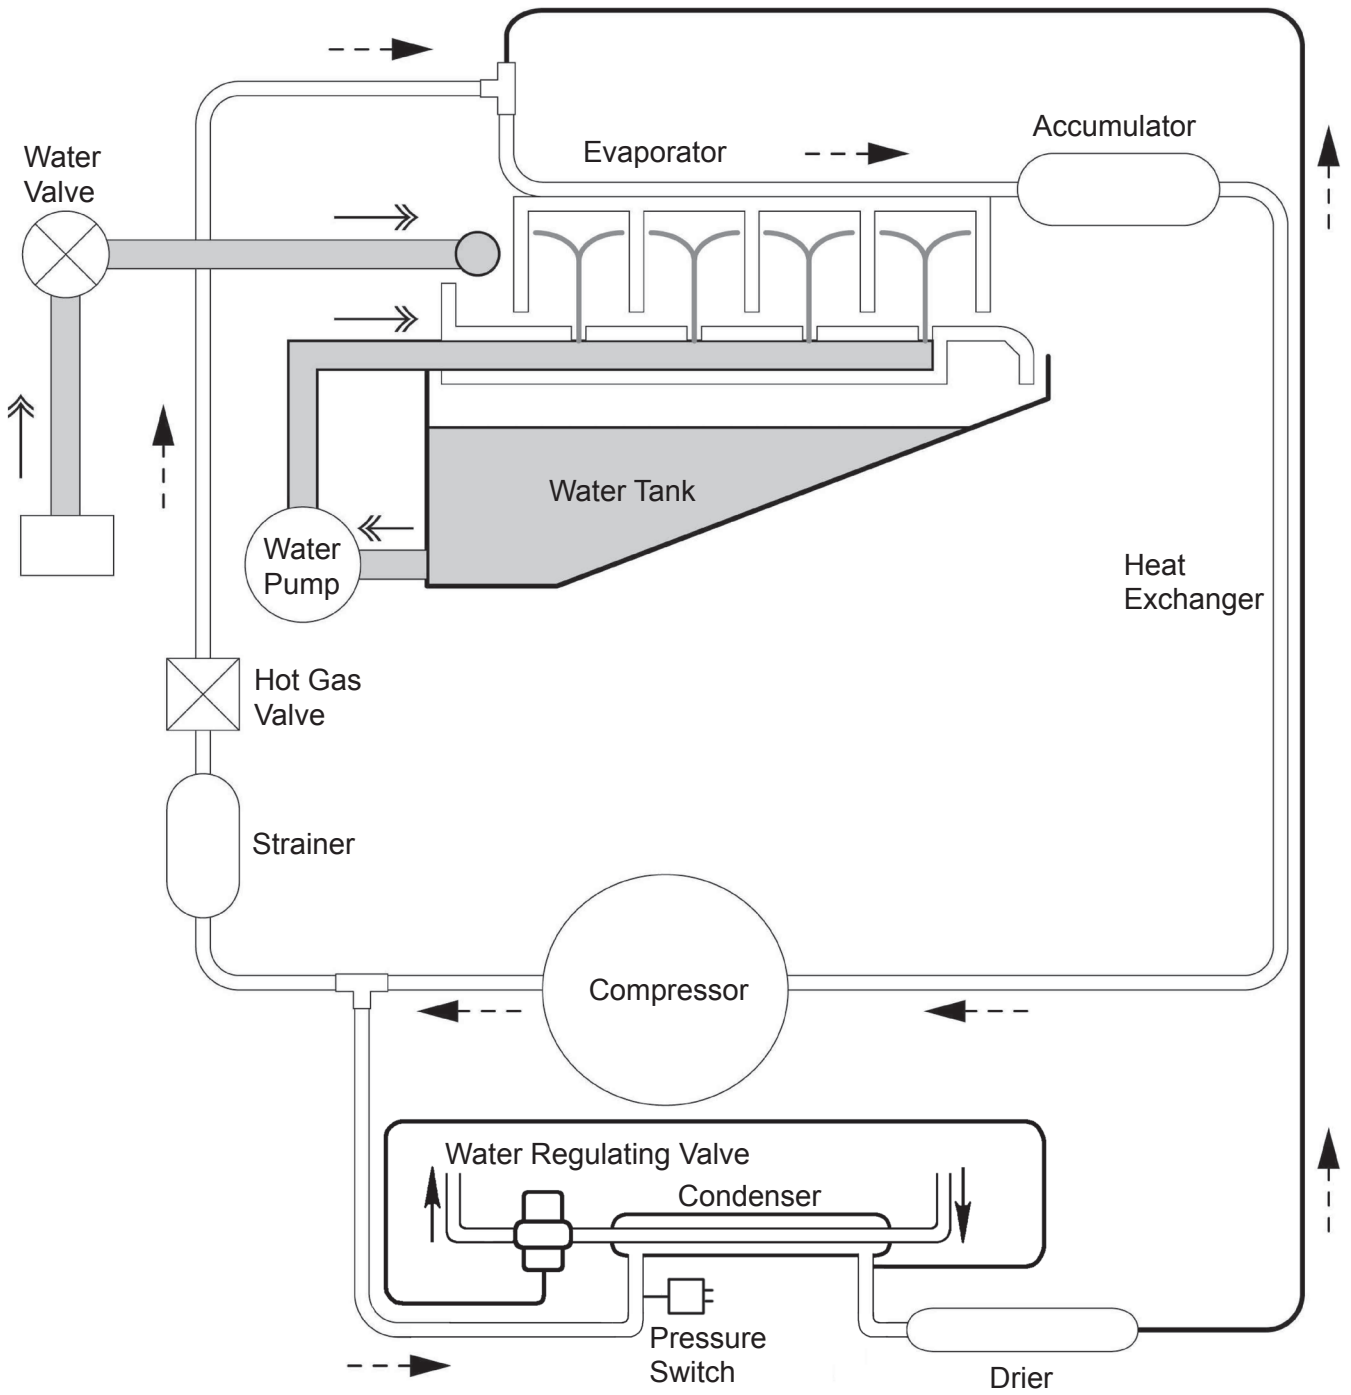 Accumulator
Evaporator
Water
Valve
Water Tank
Water
Pump
Heat
Exchanger
Hot Gas
Valve
Strainer
Compressor
Water Regulating Valve
Condenser
Pressure
Switch
Drier